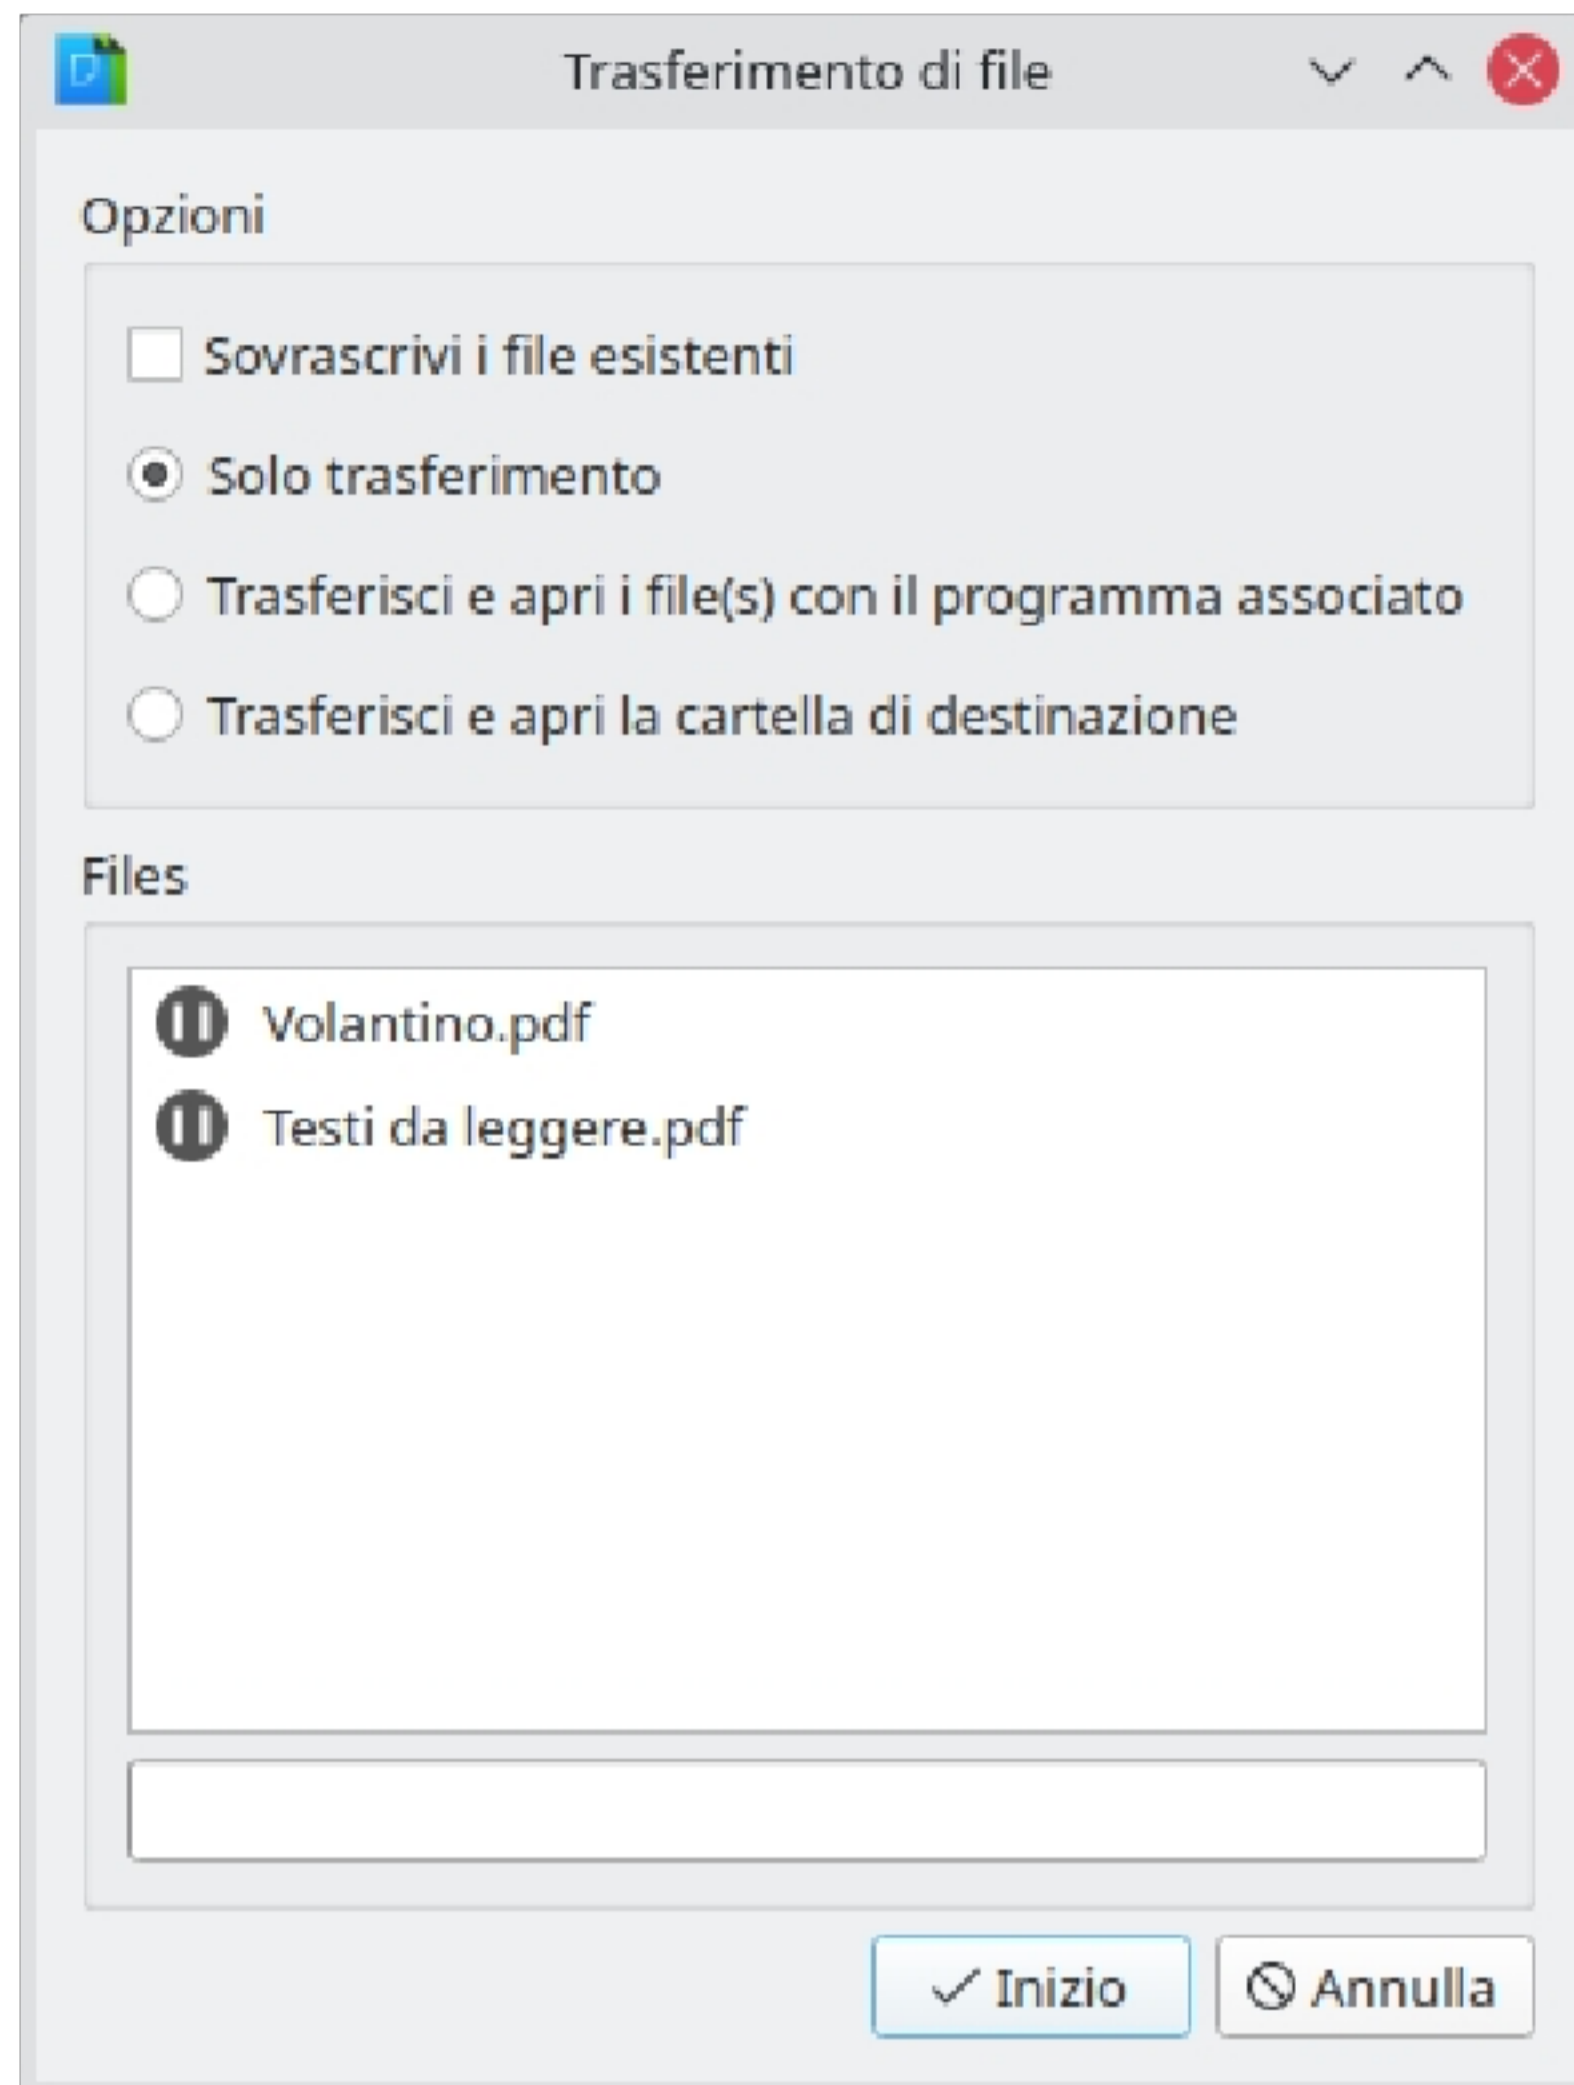 Trasferimento di file
Opzioni
Sovrascrivi i file esistenti
Solo trasferimento
Trasferisci e apri i file(s) con il programma associato
Trasferisci e apri la cartella di destinazione
Files
Volantino.pdf
Testi da leggere.pdf
Inizio
Annulla